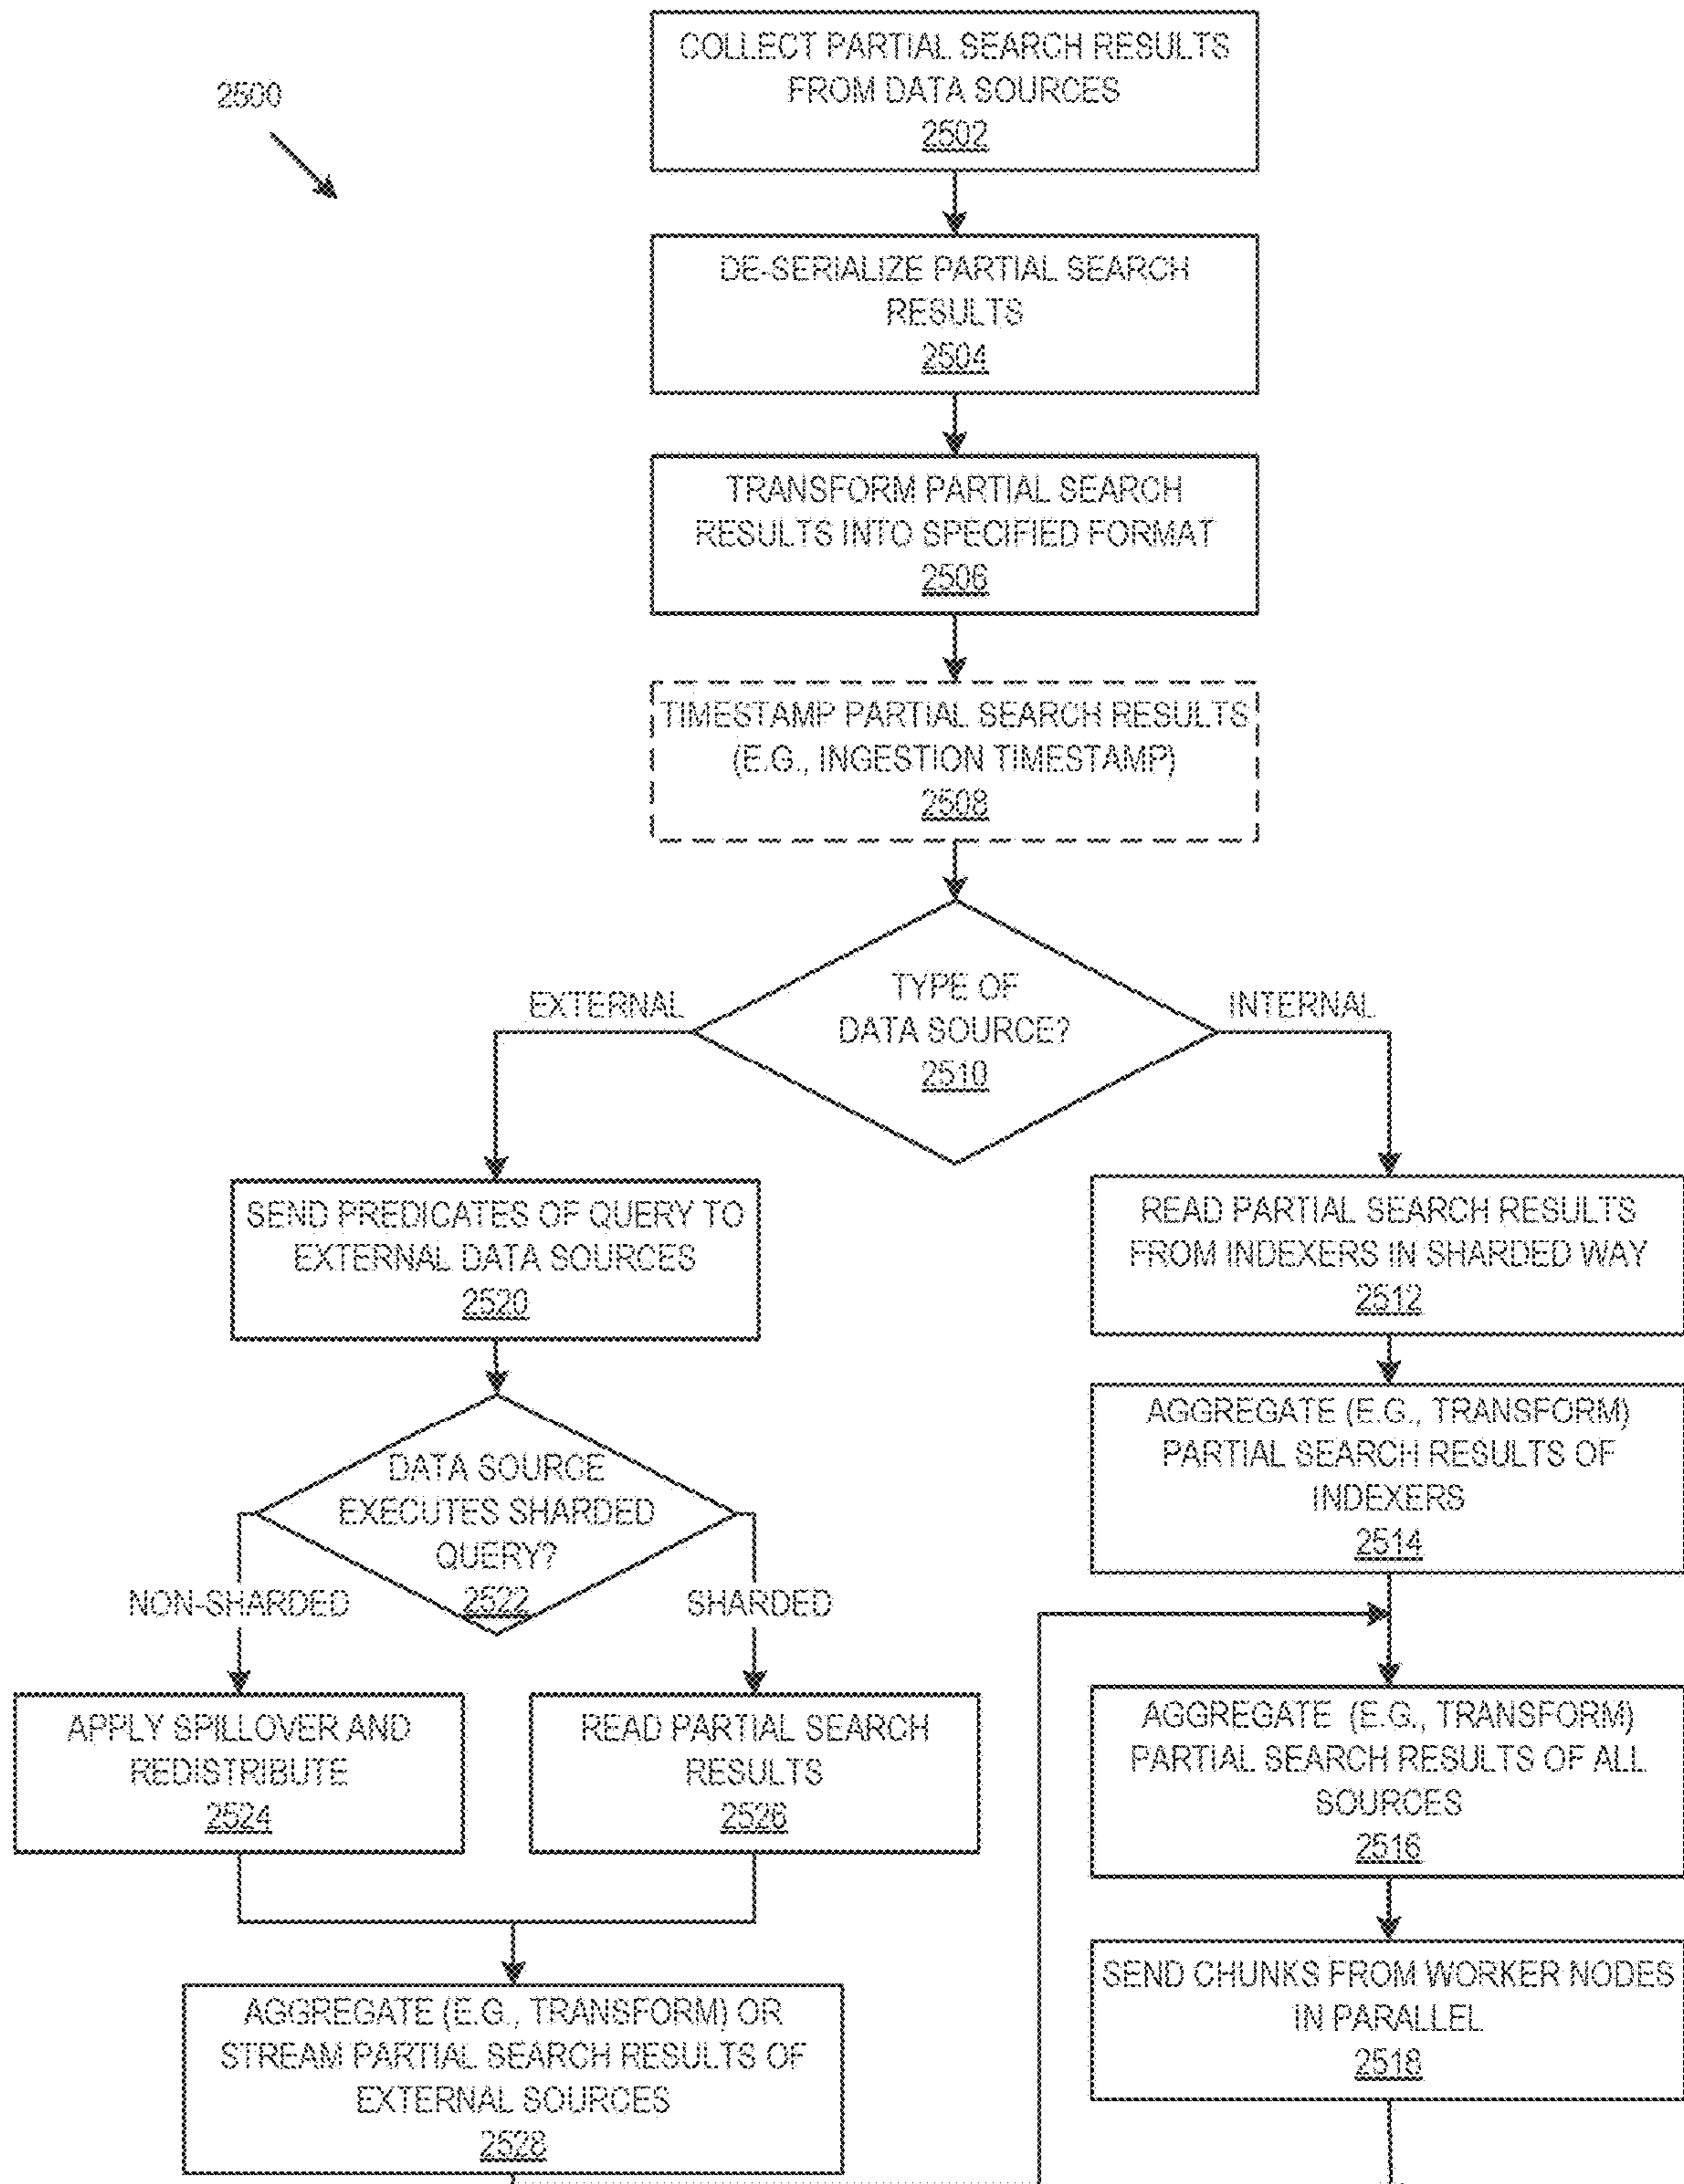 COLLECT PARTIAL SEARCH RESULTS
FROM DATA SOURCES
2502
2500
DE-SERIALIZE PARTIAL SEARCH
RESULTS
2504
TRANSFORM PARTIAL SEARCH
RESULTS INTO SPECIFIED FORMAT
2506
TIMESTAMP PARTIAL SEARCH RESULTS
(E.G., INGESTION TIMESTAMP)
2508
TYPE OF
DATA SOURCE?
2510
EXTERNAL
INTERNAL
SEND PREDICATES OF QUERY TO
EXTERNAL DATA SOURCES
2520
READ PARTIAL SEARCH RESULTS
FROM INDEXERS IN SHARDED WAY
2512
DATA SOURCE
EXECUTES SHARDED
QUERY?
2522
AGGREGATE (E.G., TRANSFORM)
PARTIAL SEARCH RESULTS OF
INDEXERS
2514
NON-SHARDED
SHARDED
APPLY SPILLOVER AND
REDISTRIBUTE
2524
READ PARTIAL SEARCH
RESULTS
2526
AGGREGATE (E.G., TRANSFORM)
PARTIAL SEARCH RESULTS OF ALL
SOURCES
2516
AGGREGATE (E.G., TRANSFORM) OR
STREAM PARTIAL SEARCH RESULTS OF
EXTERNAL SOURCES
2528
SEND CHUNKS FROM WORKER NODES
IN PARALLEL
2518